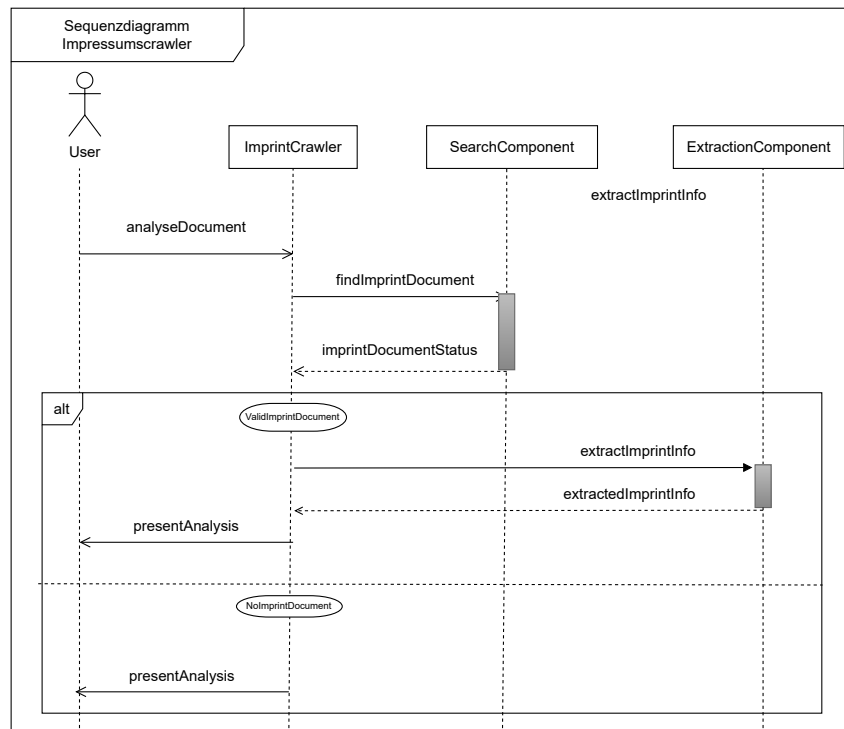 Sequenzdiagramm
Impressumscrawler
User
ImprintCrawler
SearchComponent
ExtractionComponent
extractImprintInfo
analyseDocument
findImprintDocument
imprintDocumentStatus
alt
ValidImprintDocument
extractImprintInfo
extractedImprintInfo
presentAnalysis
NoImprintDocument
presentAnalysis